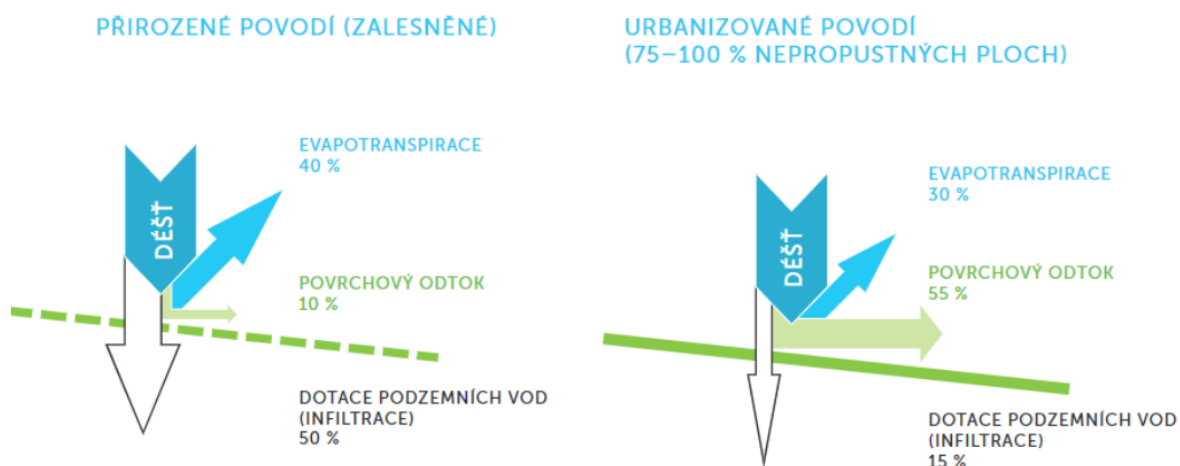 PŘIROZENÉ POVODÍ (ZALESNĚNÉ)
DÉŠŤ
EVAPOTRANSPIRACE
40 %
POVRCHOVÝ ODTOK
10 %
DOTACE PODZEMNÍCH VOD
(INFILTRACE)
50 %
URBANIZOVANÉ POVODÍ
(75–100 % NEPROPUSTNÝCH PLOCH)
DÉŠŤ
EVAPOTRANSPIRACE
30 %
POVRCHOVÝ ODTOK
55 %
DOTACE PODZEMNÍCH VOD
(INFILTRACE)
15 %